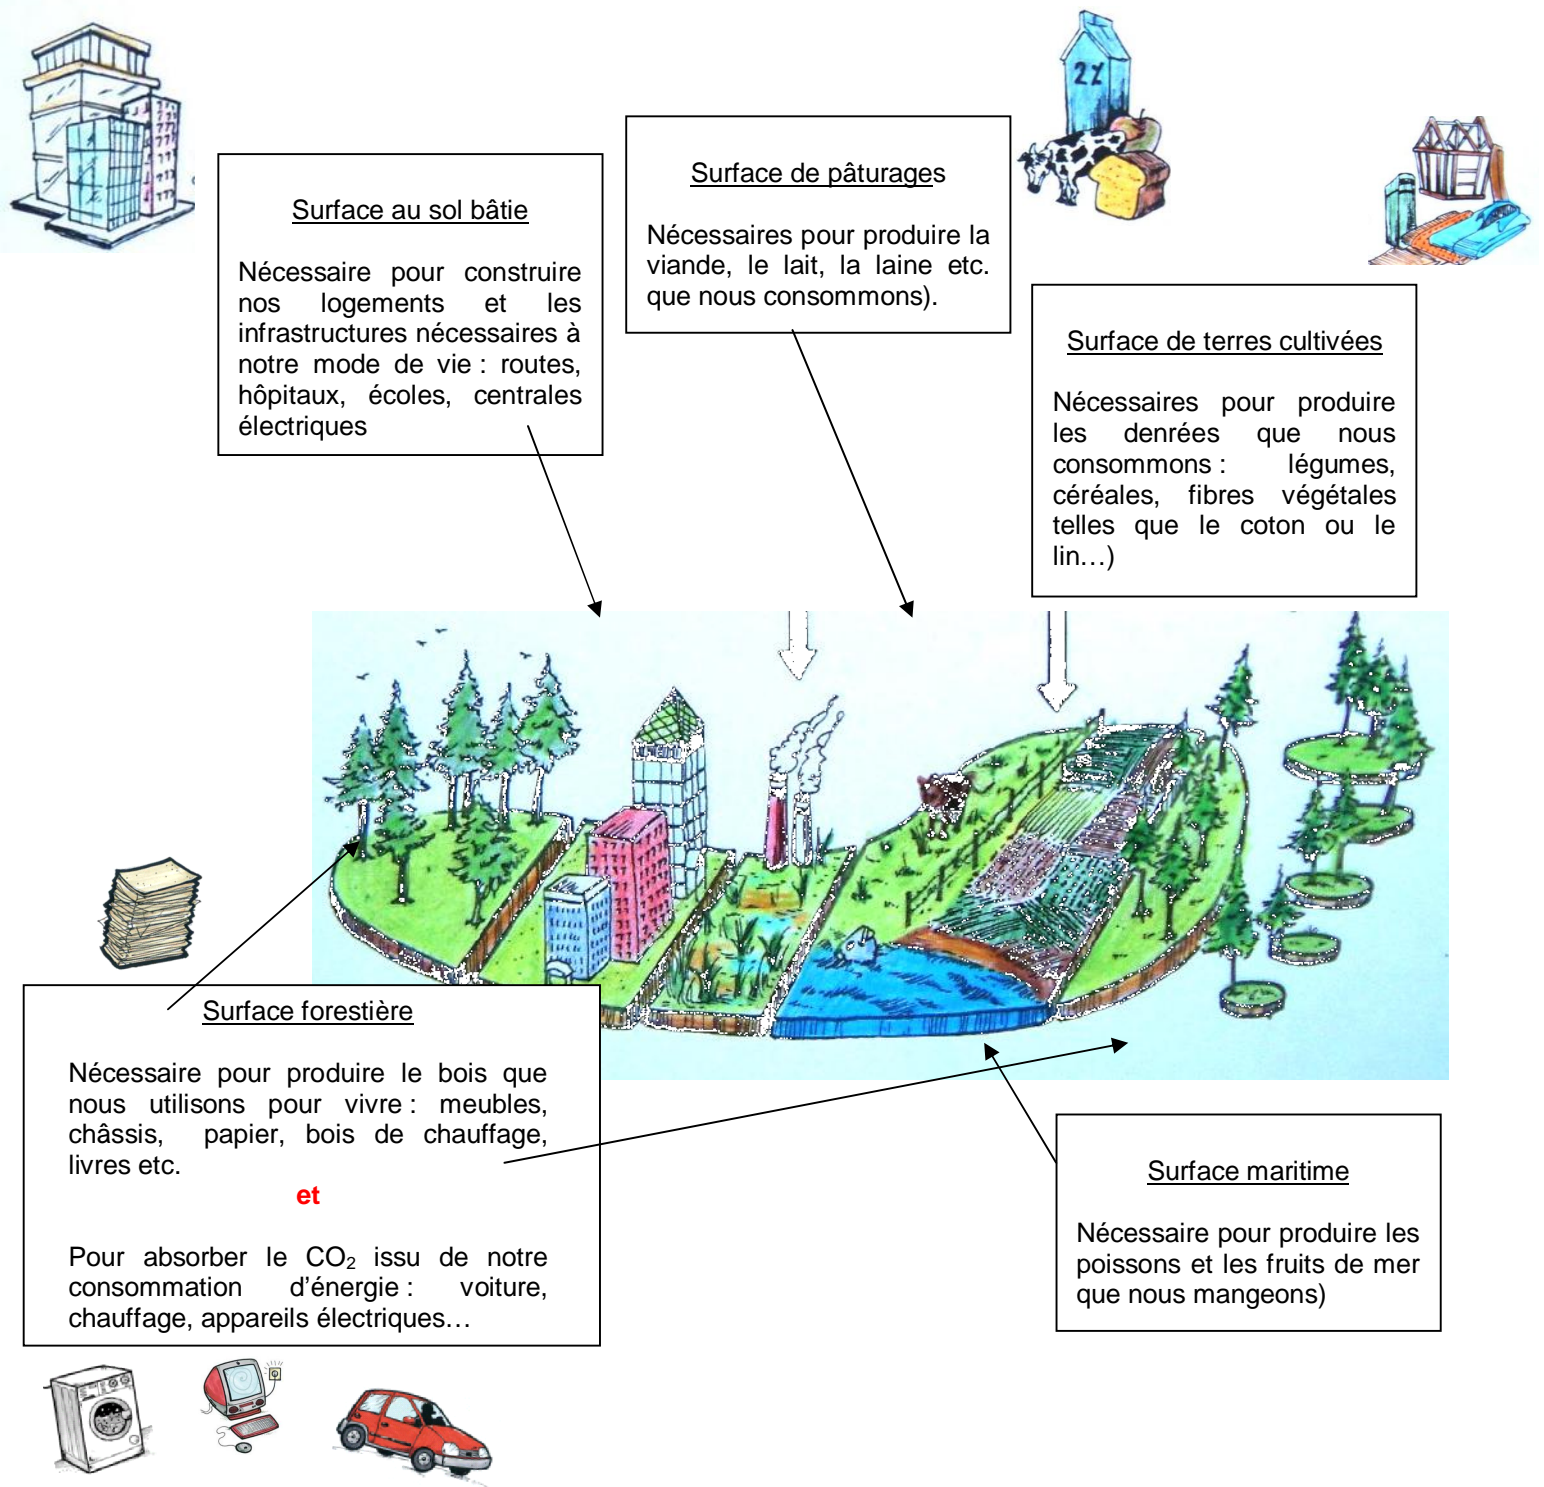 2%
Surface de pâturages
Nécessaires pour produire la
viande, le lait, la laine etc.
que nous consommons).
Surface au sol bâtie
Nécessaire pour construire
nos logements et les
infrastructures nécessaires à
notre mode de vie : routes,
hôpitaux, écoles, centrales
électriques
Surface de terres cultivées
Nécessaires pour produire
les denrées que nous
consommons : légumes,
céréales, fibres végétales
telles que le coton ou le
lin…)
Surface forestière
Nécessaire pour produire le bois que
nous utilisons pour vivre : meubles,
châssis, papier, bois de chauffage,
livres etc.
et
Pour absorber le CO₂ issu de notre
consommation d’énergie : voiture,
chauffage, appareils électriques…
Surface maritime
Nécessaire pour produire les
poissons et les fruits de mer
que nous mangeons)